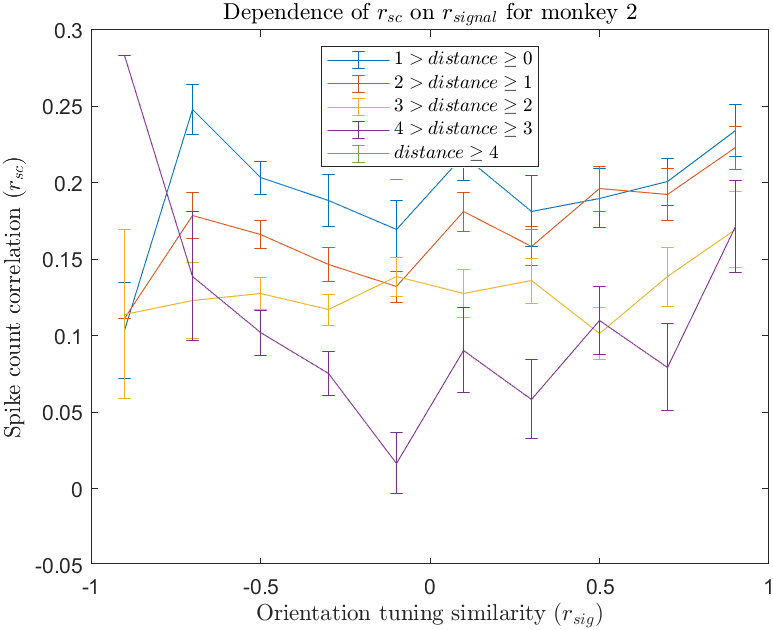 Dependence of r_sc on r_signal for monkey 2
0.3
0.25
0.2
0.15
0.1
0.05
0
-0.05
Spike count correlation (r_sc)
1 > distance ≥ 0
2 > distance ≥ 1
3 > distance ≥ 2
4 > distance ≥ 3
distance ≥ 4
-1 -0.5 0 0.5 1
Orientation tuning similarity (r_sig)